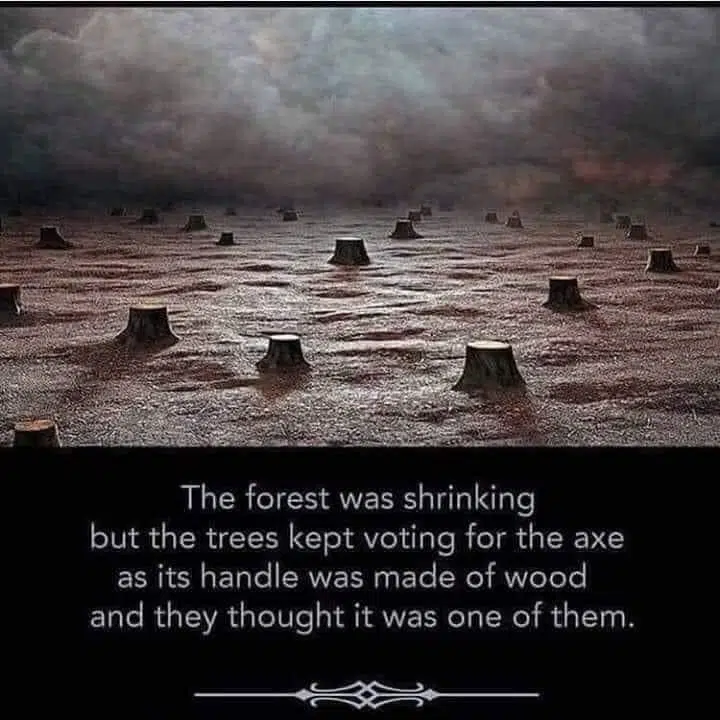 The forest was shrinking
but the trees kept voting for the axe
as its handle was made of wood
and they thought it was one of them.